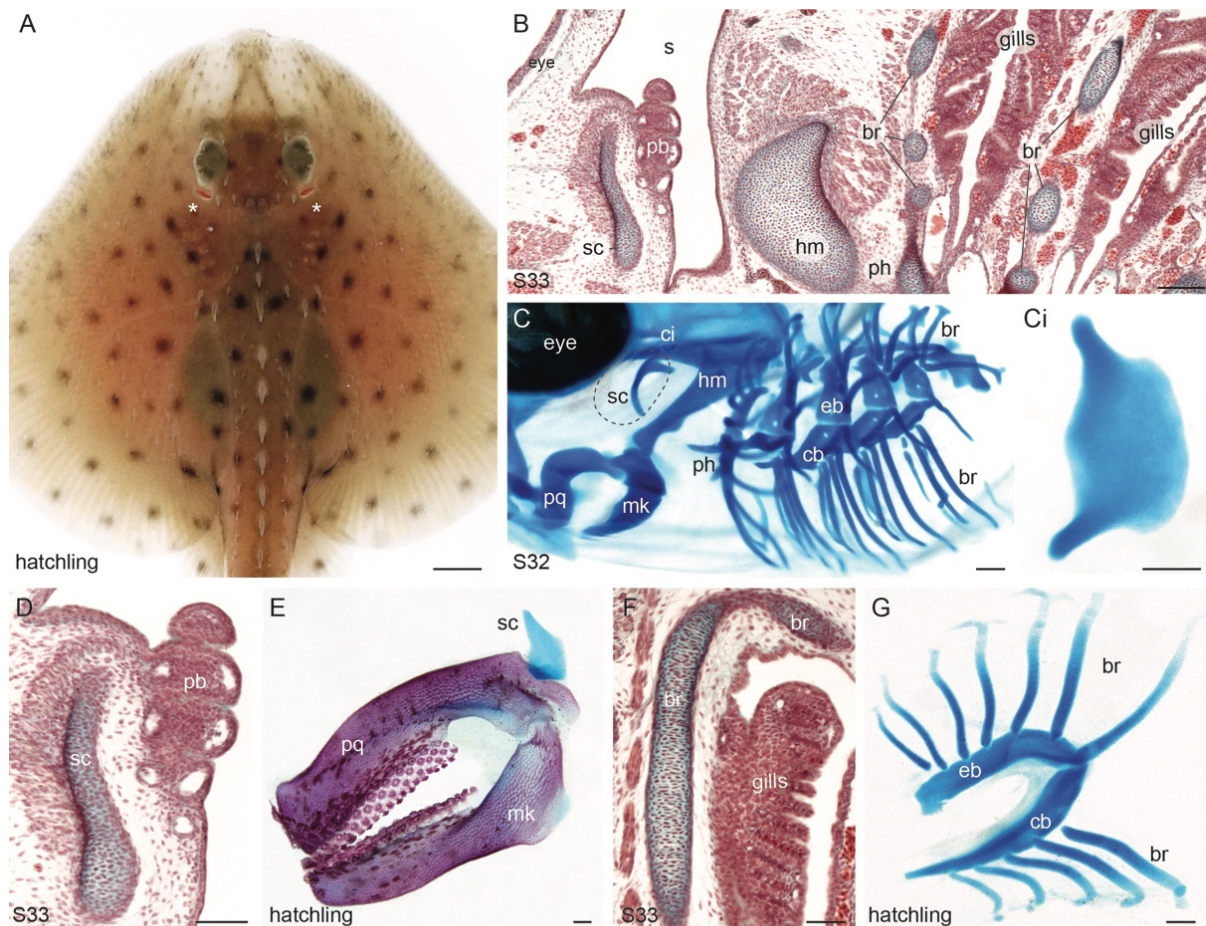 A
*
*
hatchling
B
eye
s
pb
sc
hm
br
ph
gills
br
gills
S33
C
eye
ci
sc
hm
eb
br
ph
cb
pq
mk
br
S32
Ci
D
sc
pb
S33
E
sc
pq
mk
hatchling
F
br
br
gills
S33
G
br
eb
cb
br
hatchling